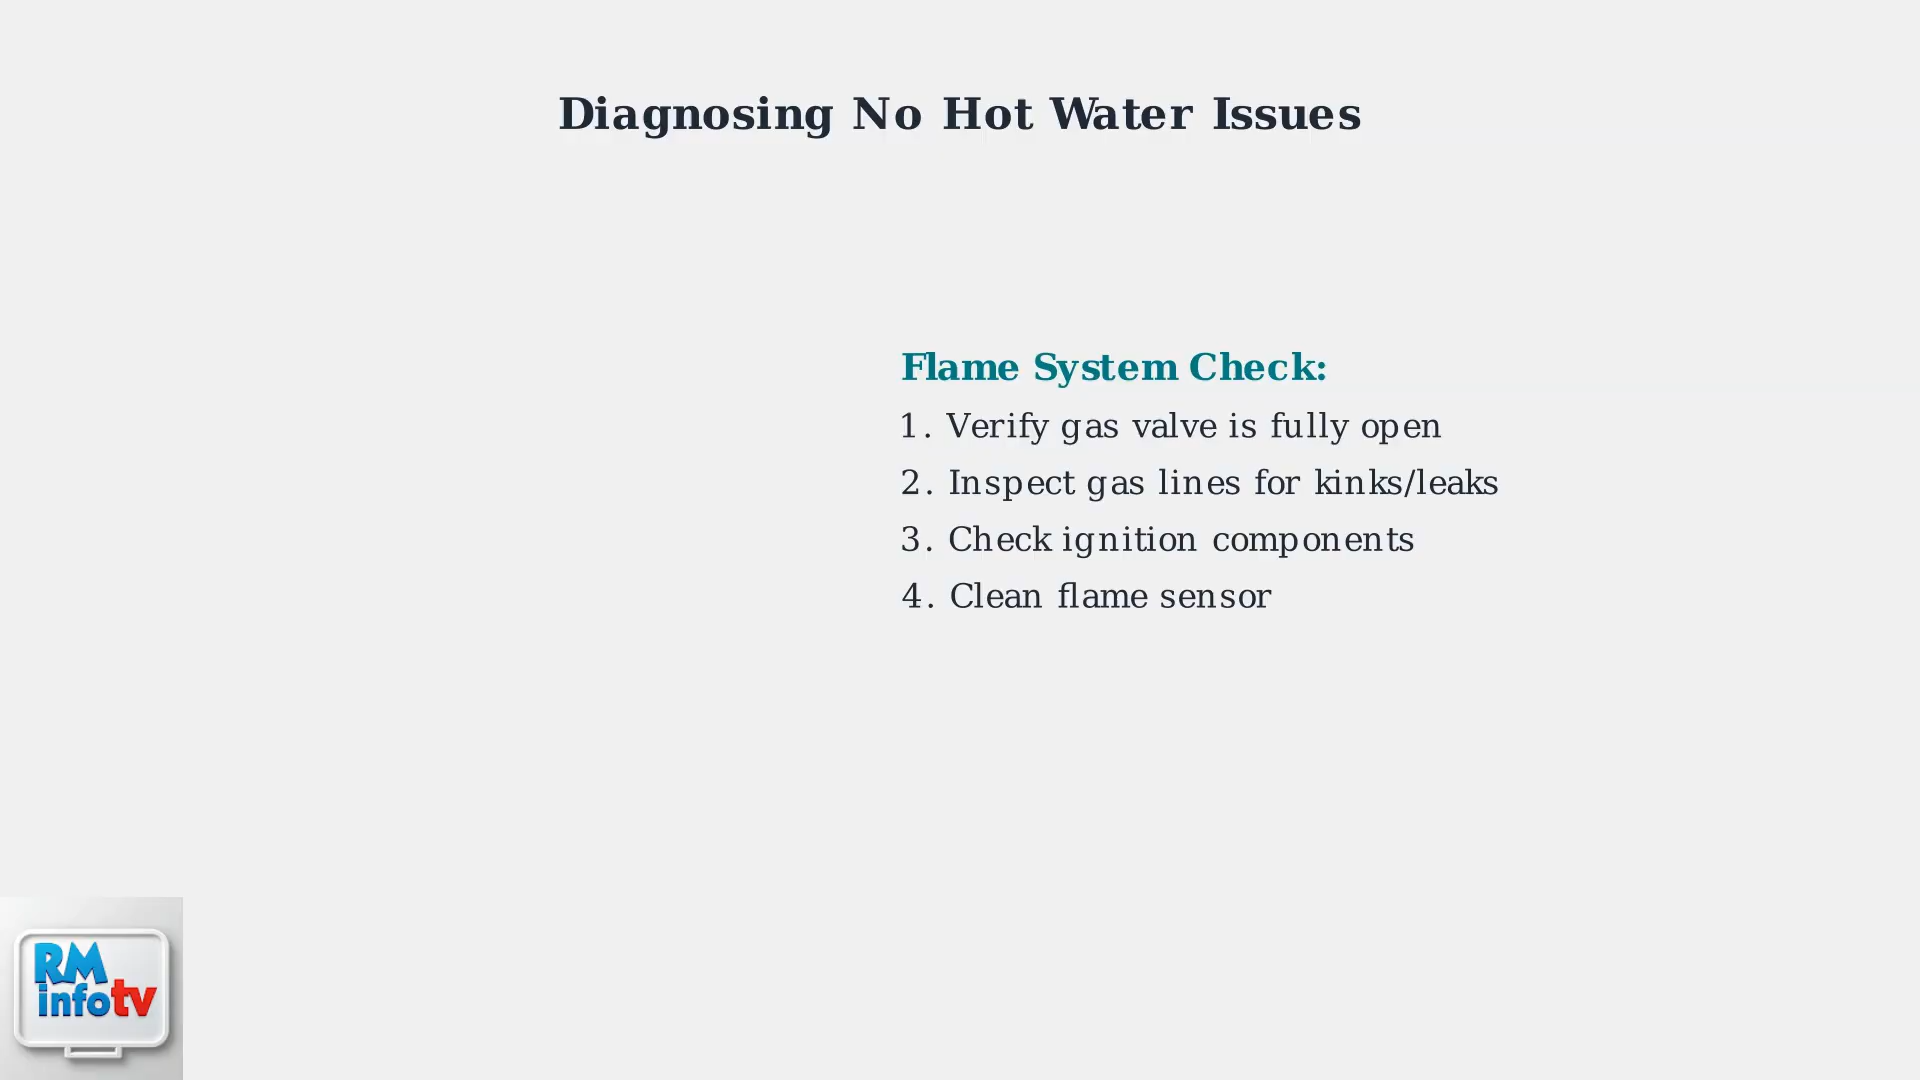 Diagnosing No Hot Water Issues
Flame System Check:
1. Verify gas valve is fully open
2. Inspect gas lines for kinks/leaks
3. Check ignition components
4. Clean flame sensor
RM
infotv